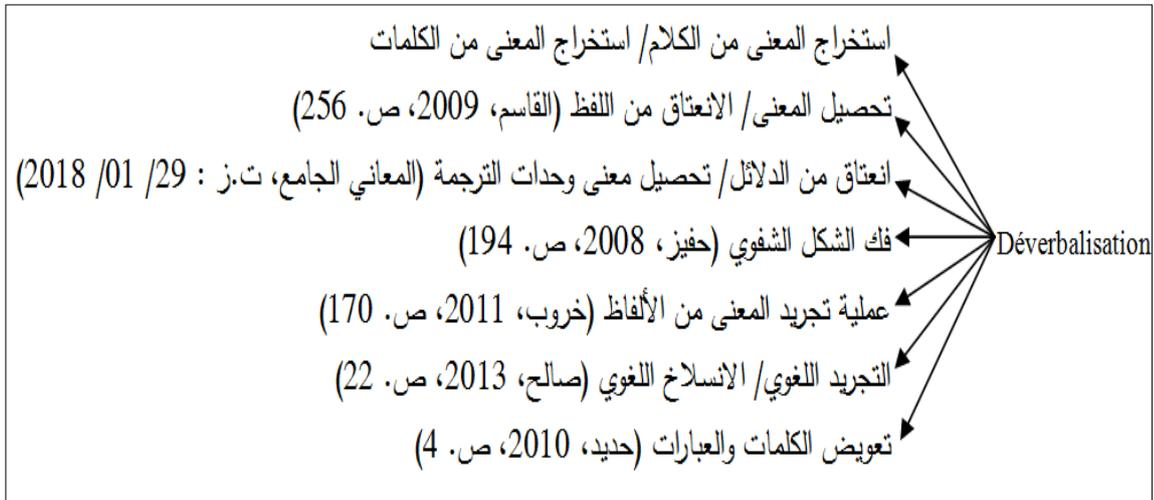 استخراج المعنى من الكلام/ استخراج المعنى من الكلمات
تحصيل المعنى/ الانعتاق من اللفظ (القاسم، 2009، ص. 256)
انعتاق من الدلائل/ تحصيل معنى وحدات الترجمة (المعاني الجامع، ت.ز : 29/ 01/ 2018)
فك الشكل الشفوي (حفيز، 2008، ص. 194)
Déverbalisation
عملية تجريد المعنى من الألفاظ (خروب، 2011، ص. 170)
التجريد اللغوي/ الانسلاخ اللغوي (صالح، 2013، ص. 22)
تعويض الكلمات والعبارات (حديد، 2010، ص. 4)